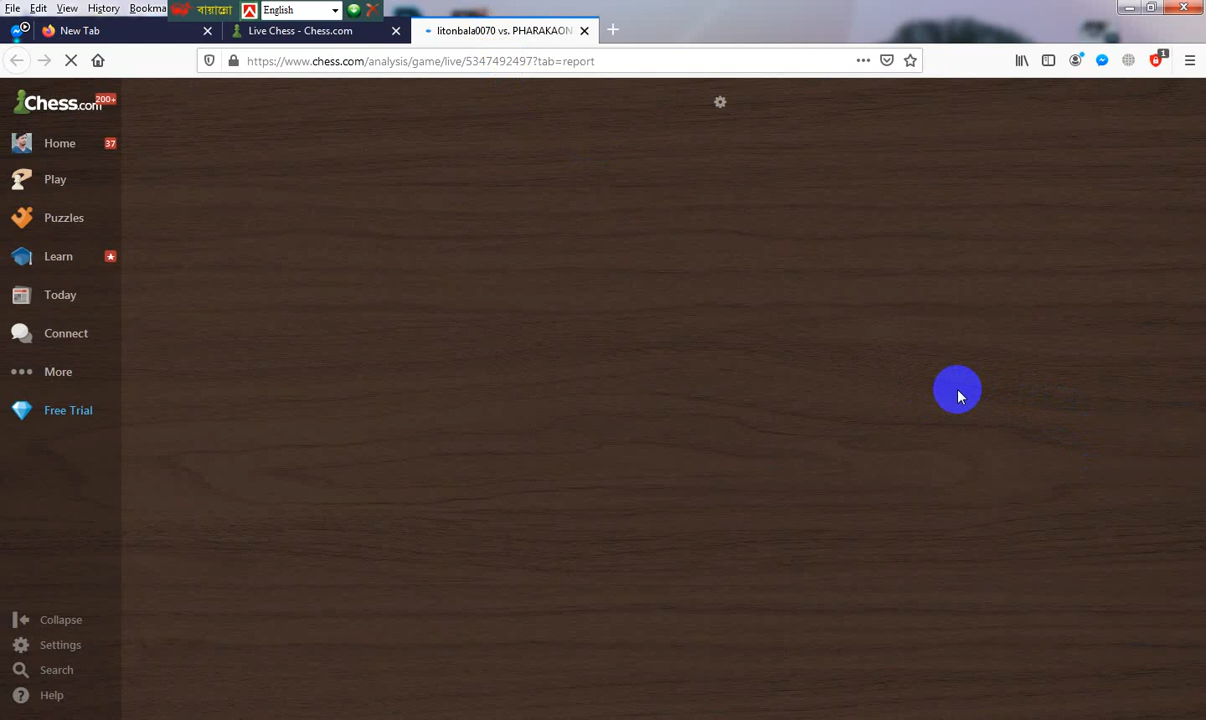 File Edit View History Bookma বায়ান্নো English
New Tab Live Chess - Chess.com litonbala0070 vs. PHARAKAON
https://www.chess.com/analysis/game/live/5347492497?tab=report 1
Chess.com 200+
Home 37
Play
Puzzles
Learn
Today
Connect
More
Free Trial
Collapse
Settings
Search
Help